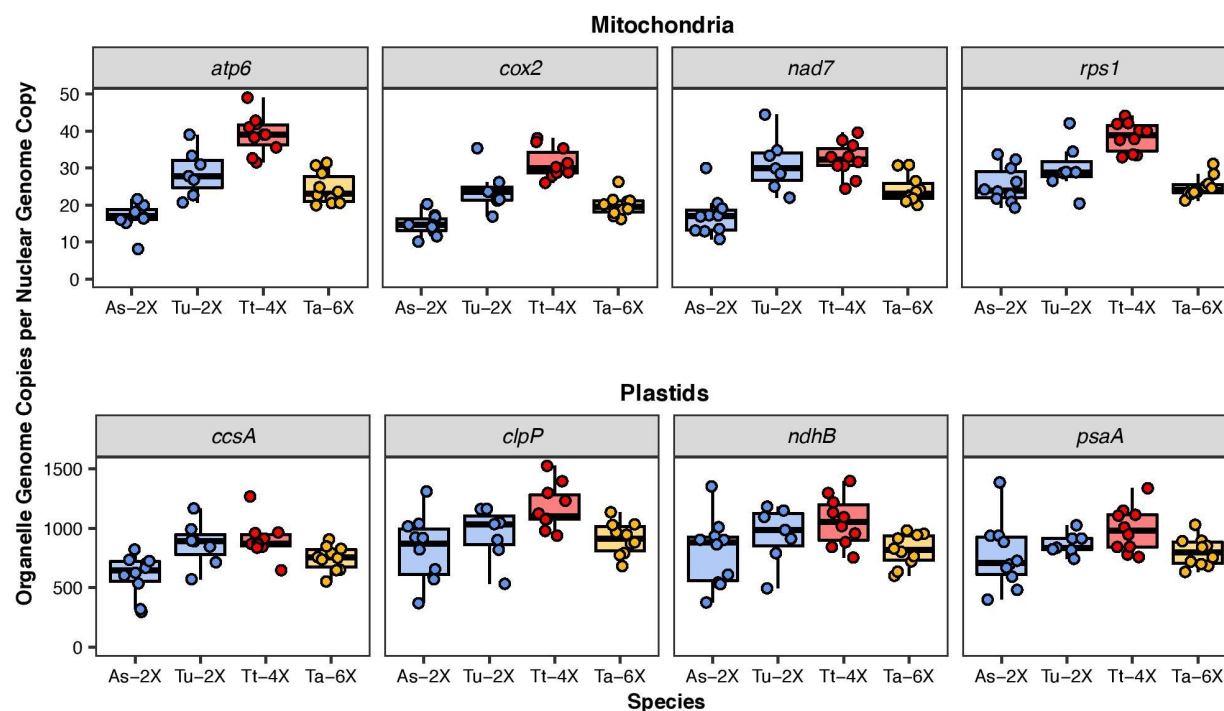 Mitochondria
atp6 cox2 nad7 rps1
Organelle Genome Copies per Nuclear Genome Copy
50
40
30
20
10
0
As−2X Tu−2X Tt−4X Ta−6X As−2X Tu−2X Tt−4X Ta−6X As−2X Tu−2X Tt−4X Ta−6X As−2X Tu−2X Tt−4X Ta−6X
Plastids
ccsA clpP ndhB psaA
1500
1000
500
0
As−2X Tu−2X Tt−4X Ta−6X As−2X Tu−2X Tt−4X Ta−6X As−2X Tu−2X Tt−4X Ta−6X As−2X Tu−2X Tt−4X Ta−6X
Species